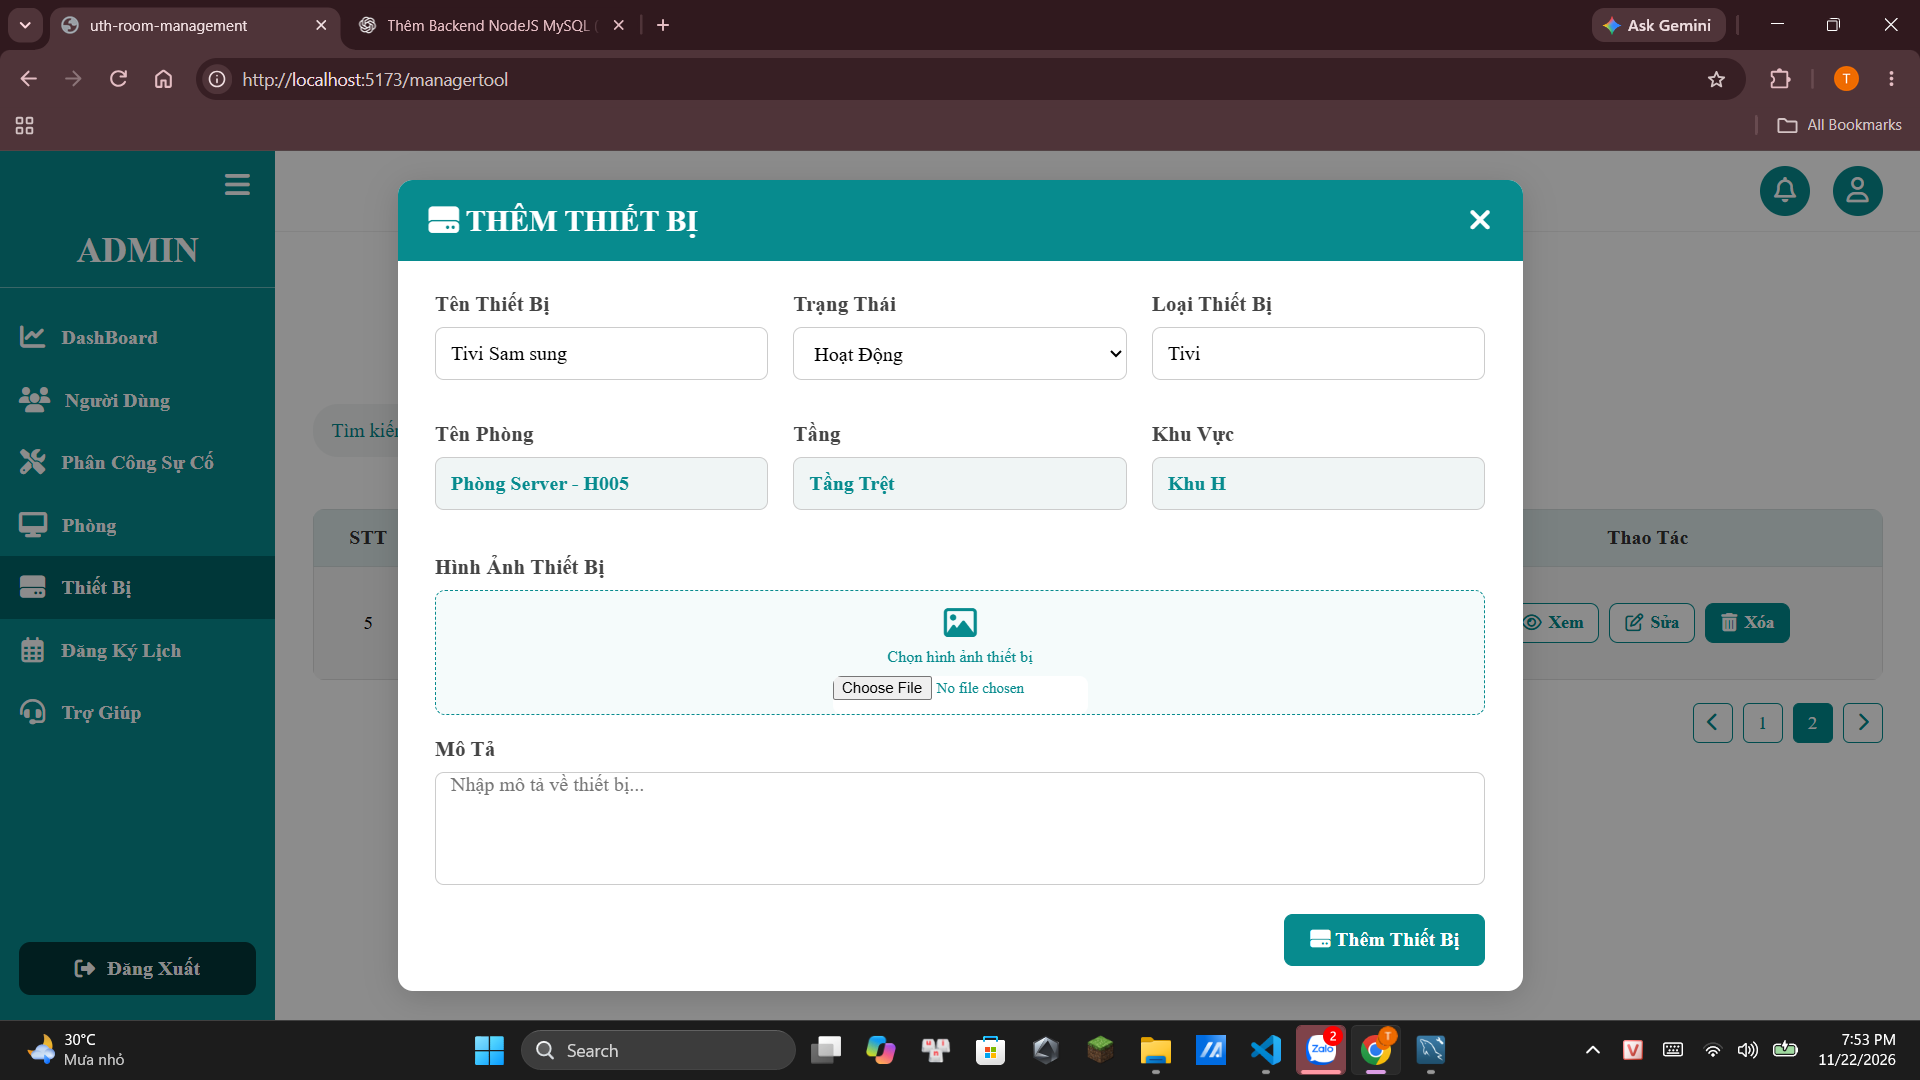 uth-room-management
Thêm Backend NodeJS MySQL
Ask Gemini
http://localhost:5173/managertool
T
All Bookmarks
ADMIN
DashBoard
Người Dùng
Phân Công Sự Cố
Phòng
Thiết Bị
Đăng Ký Lịch
Trợ Giúp
Đăng Xuất
THÊM THIẾT BỊ
Tên Thiết Bị
Trạng Thái
Loại Thiết Bị
Tivi Sam sung
Hoạt Động
Tivi
Tên Phòng
Tầng
Khu Vực
Phòng Server - H005
Tầng Trệt
Khu H
Hình Ảnh Thiết Bị
Chọn hình ảnh thiết bị
Choose File No file chosen
Mô Tả
Nhập mô tả về thiết bị...
Thêm Thiết Bị
Tìm kiếm
STT
Thao Tác
5
Xem
Sửa
Xóa
1
2
30°C
Mưa nhỏ
Search
Zalo
2
T
V
7:53 PM
11/22/2026